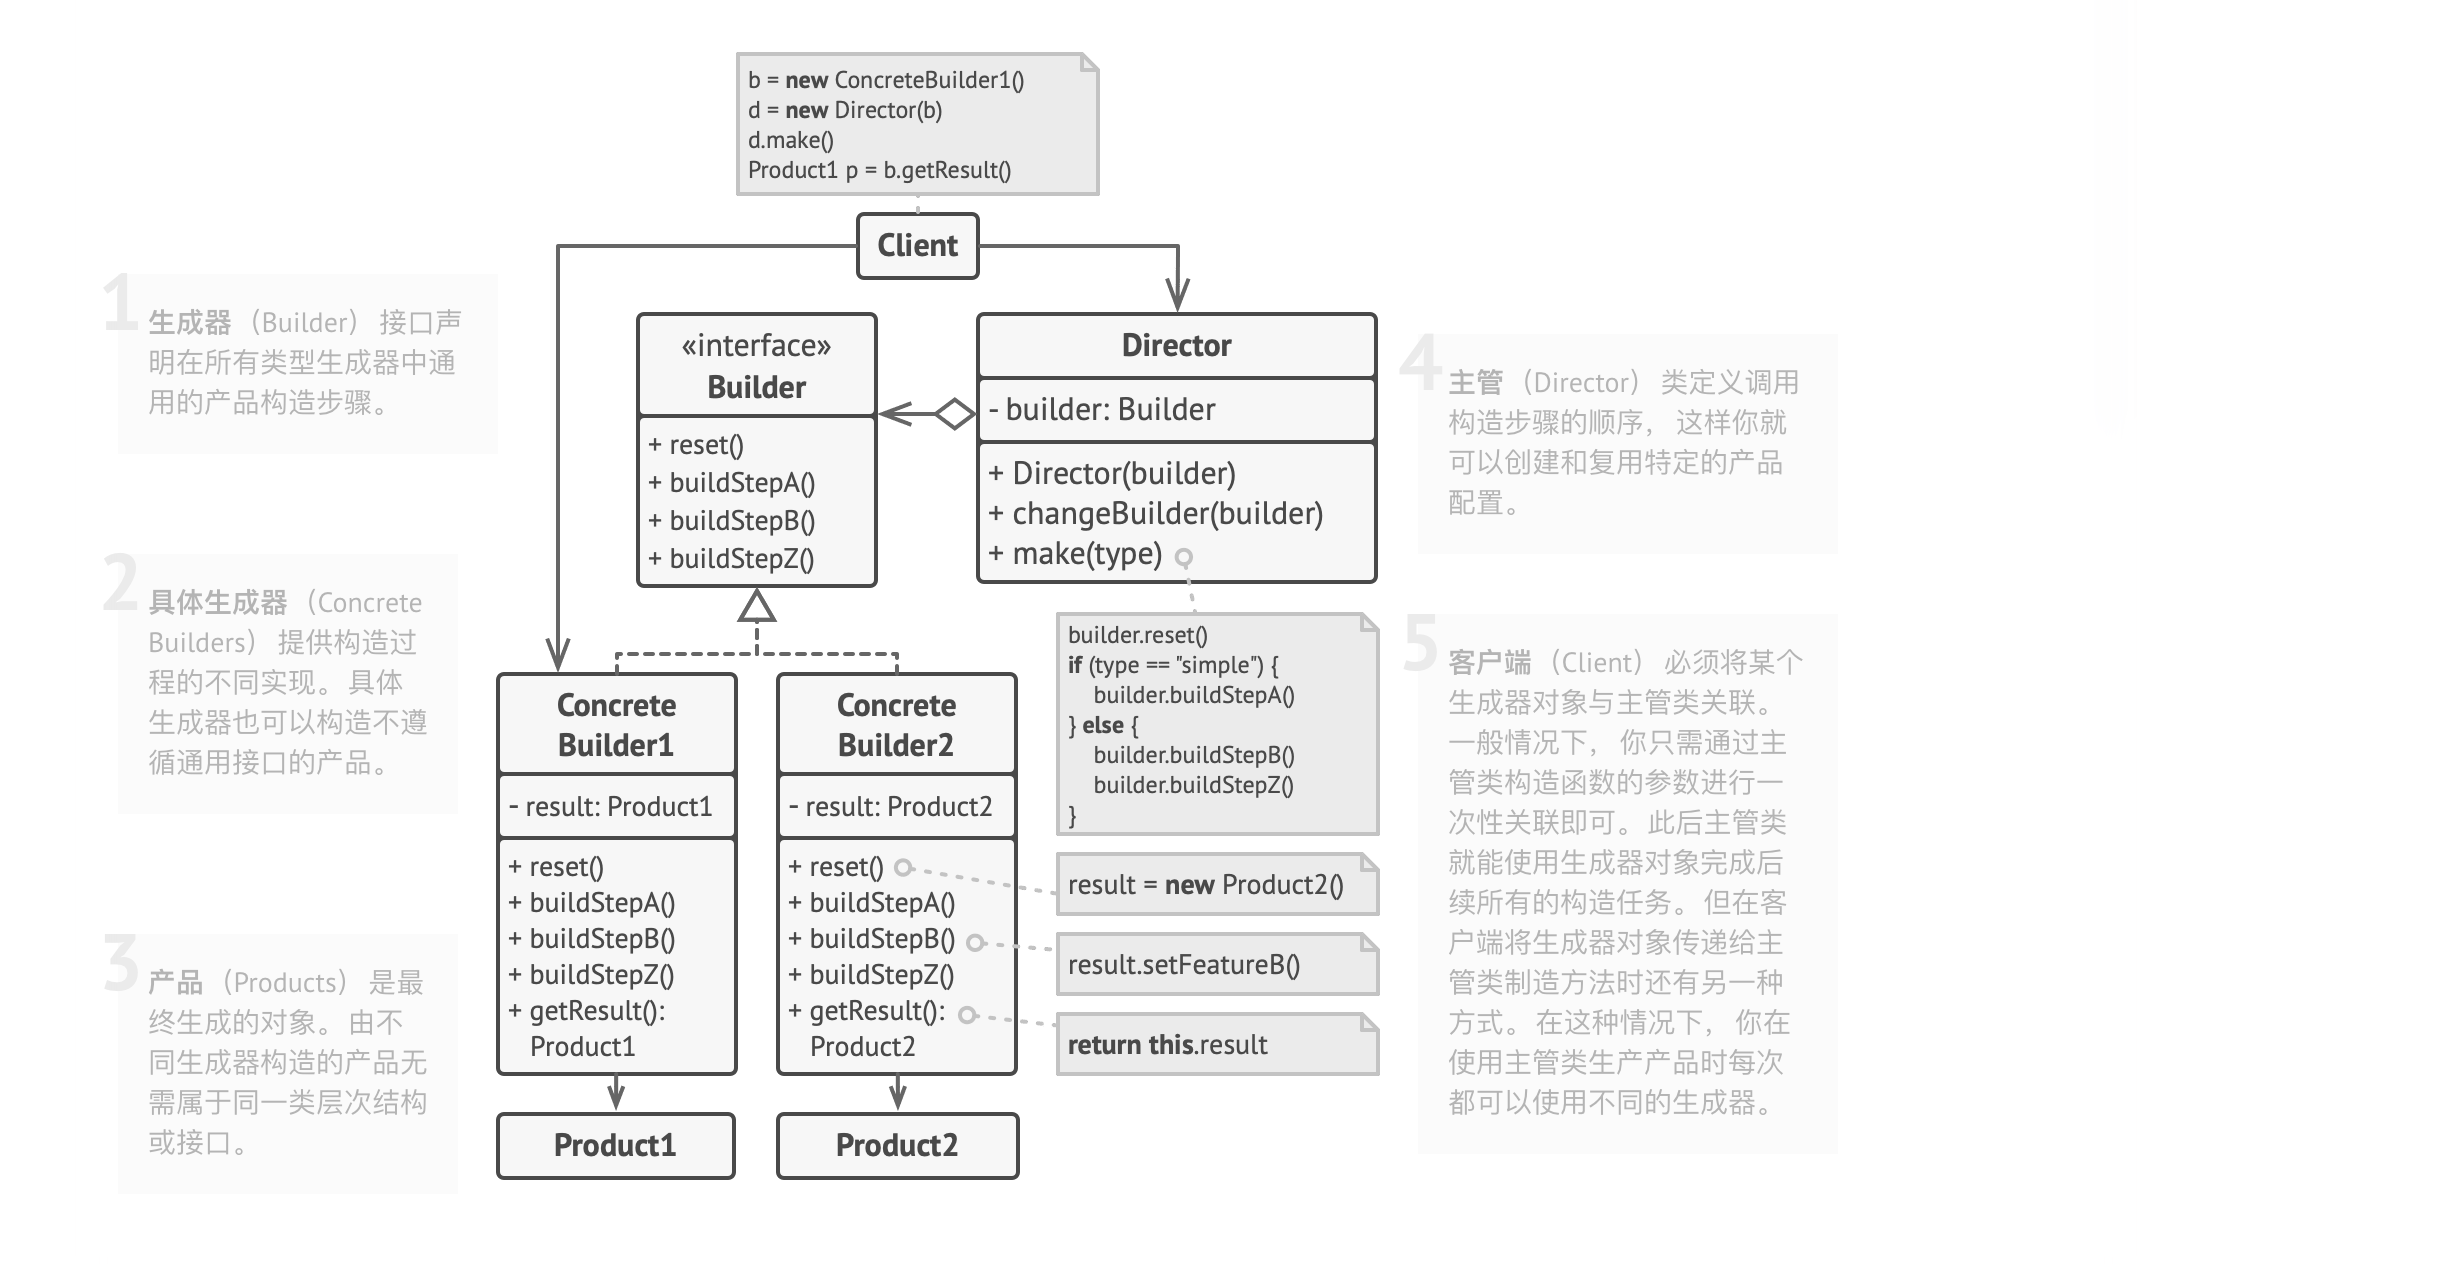 b = new ConcreteBuilder1()
d = new Director(b)
d.make()
Product1 p = b.getResult()
Client
1
生成器（Builder）接口声
明在所有类型生成器中通
用的产品构造步骤。
«interface»
Builder
+ reset()
+ buildStepA()
+ buildStepB()
+ buildStepZ()
Director
- builder: Builder
+ Director(builder)
+ changeBuilder(builder)
+ make(type)
4
主管（Director）类定义调用
构造步骤的顺序，这样你就
可以创建和复用特定的产品
配置。
2
具体生成器（Concrete
Builders）提供构造过
程的不同实现。具体
生成器也可以构造不遵
循通用接口的产品。
Concrete
Builder1
- result: Product1
+ reset()
+ buildStepA()
+ buildStepB()
+ buildStepZ()
+ getResult():
Product1
Concrete
Builder2
- result: Product2
+ reset()
+ buildStepA()
+ buildStepB()
+ buildStepZ()
+ getResult():
Product2
builder.reset()
if (type == "simple") {
builder.buildStepA()
} else {
builder.buildStepB()
builder.buildStepZ()
}
result = new Product2()
result.setFeatureB()
return this.result
5
客户端（Client）必须将某个
生成器对象与主管类关联。
一般情况下，你只需通过主
管类构造函数的参数进行一
次性关联即可。此后主管类
就能使用生成器对象完成后
续所有的构造任务。但在客
户端将生成器对象传递给主
管类制造方法时还有另一种
方式。在这种情况下，你在
使用主管类生产产品时每次
都可以使用不同的生成器。
3
产品（Products）是最
终生成的对象。由不
同生成器构造的产品无
需属于同一类层次结构
或接口。
Product1
Product2